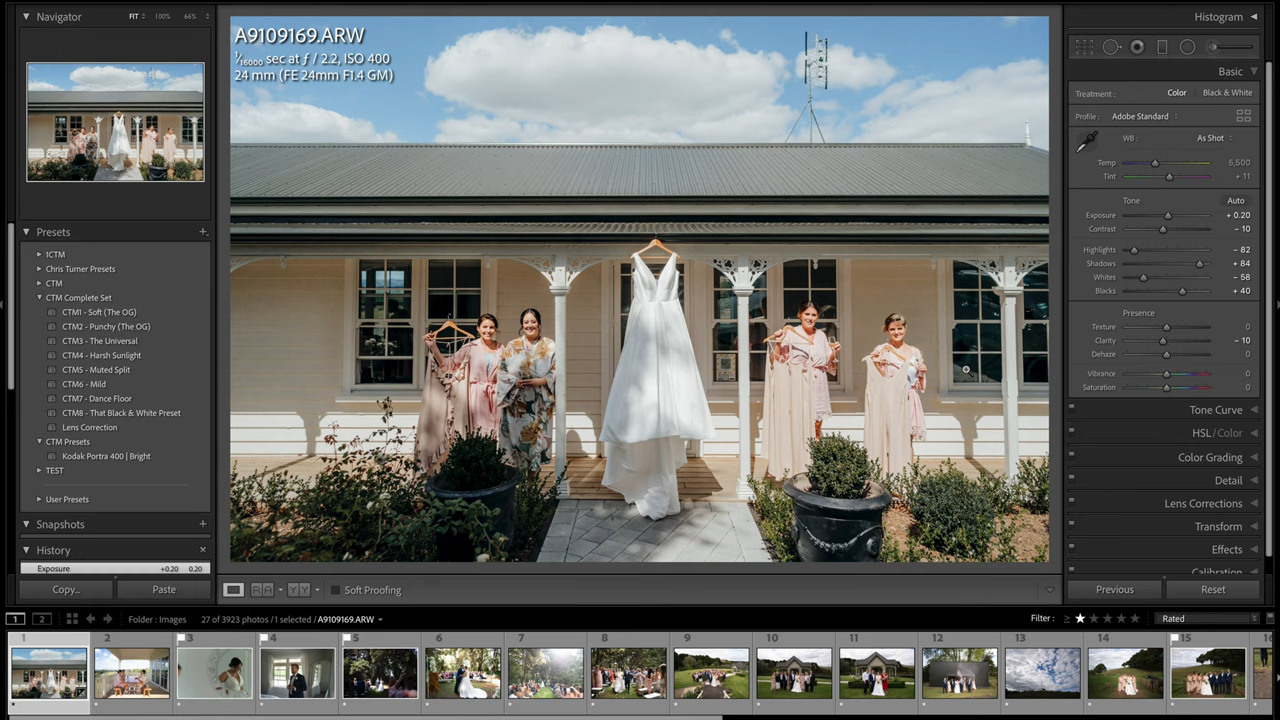 Navigator
FIT
100%
66%
Presets
1CTM
Chris Turner Presets
CTM
CTM Complete Set
CTM1 - Soft (The OG)
CTM2 - Punchy (The OG)
CTM3 - The Universal
CTM4 - Harsh Sunlight
CTM5 - Muted Split
CTM6 - Mild
CTM7 - Dance Floor
CTM8 - That Black & White Preset
Lens Correction
CTM Presets
Kodak Portra 400 | Bright
TEST
User Presets
Snapshots
History
Exposure +0.20 0.20
Copy... Paste
A9109169.ARW
1/16000 sec at ƒ / 2.2, ISO 400
24 mm (FE 24mm F1.4 GM)
Soft Proofing
Histogram
Basic
Treatment : Color Black & White
Profile : Adobe Standard
WB : As Shot
Temp 5,500
Tint + 11
Tone Auto
Exposure + 0.20
Contrast − 10
Highlights − 82
Shadows + 84
Whites − 58
Blacks + 40
Presence
Texture 0
Clarity − 10
Dehaze 0
Vibrance 0
Saturation 0
Tone Curve
HSL / Color
Color Grading
Detail
Lens Corrections
Transform
Effects
Calibration
Previous Reset
1 2 Folder : Images 27 of 3923 photos / 1 selected / A9109169.ARW Filter : Rated
1 2 3 4 5 6 7 8 9 10 11 12 13 14 15